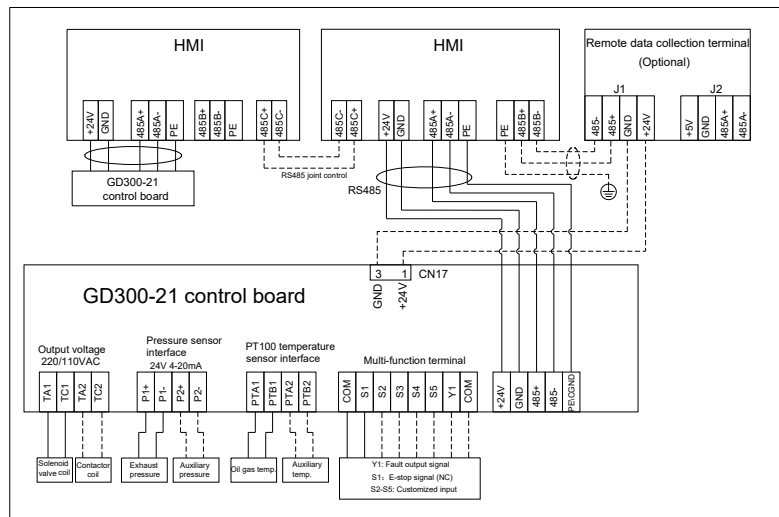 HMI
HMI
Remote data collection terminal
(Optional)
J1
J2
+24V
GND
485A+
485A-
PE
485B+
485B-
PE
485C+
485C-
485C-
485C+
+24V
GND
485A+
485A-
PE
PE
485B+
485B-
485-
485+
GND
+24V
+5V
GND
485A+
485A-
RS485 joint control
RS485
GD300-21
control board
3
1
CN17
GND
+24V
GD300-21 control board
Output voltage
220/110VAC
Pressure sensor
interface
24V 4-20mA
PT100 temperature
sensor interface
Multi-function terminal
TA1
TC1
TA2
TC2
P1+
P1-
P2+
P2-
PTA1
PTB1
PTA2
PTB2
COM
S1
S2
S3
S4
S5
Y1
COM
+24V
GND
485+
485-
PE\CGND
Solenoid
valve coil
Contactor
coil
Exhaust
pressure
Auxiliary
pressure
Oil gas temp.
Auxiliary
temp.
Y1: Fault output signal
S1: E-stop signal (NC)
S2-S5: Customized input